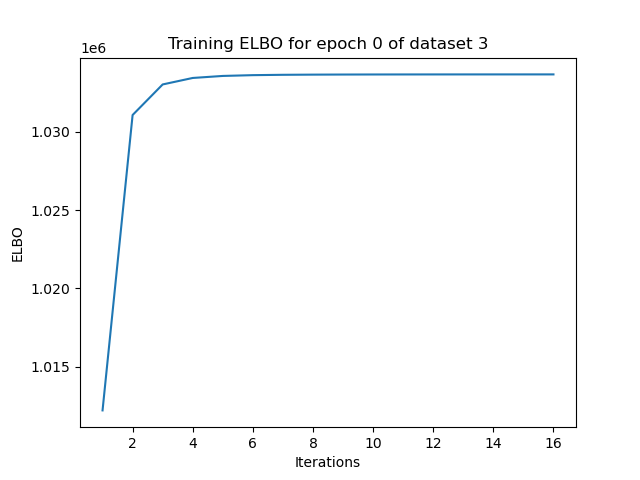 Training ELBO for epoch 0 of dataset 3
1e6
1.030
1.025
1.020
1.015
ELBO
2 4 6 8 10 12 14 16
Iterations